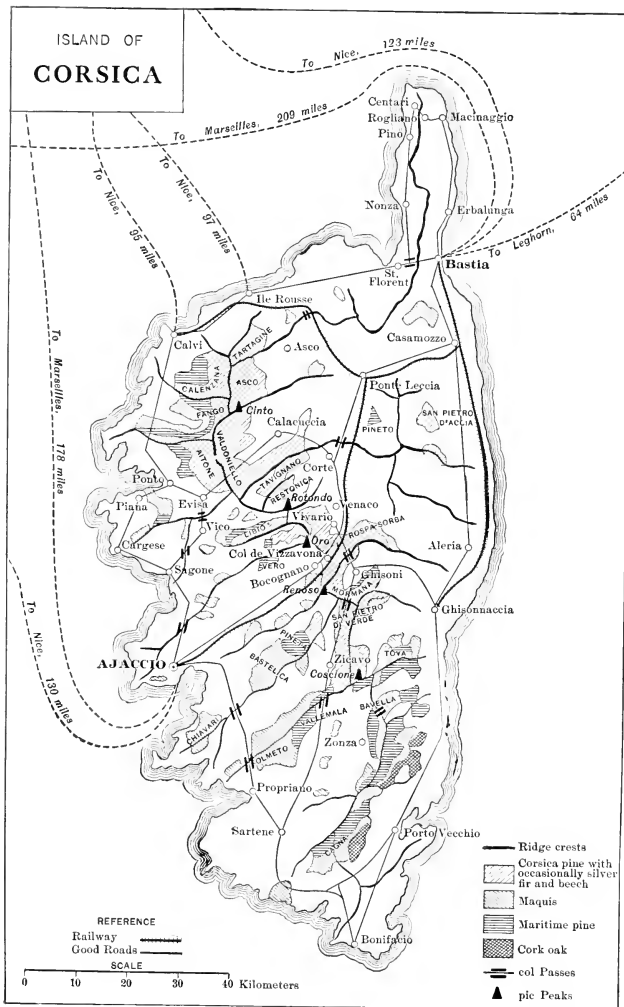 ISLAND OF
CORSICA
To Nice, 123 miles
To Marseilles, 209 miles
To Nice, 95 miles
To Nice, 97 miles
To Leghorn, 64 miles
To Marseilles, 178 miles
To Nice, 130 miles
Centari
Rogliano
Macinaggio
Pino
Nonza
Erbalunga
St.
Florent
Bastia
Ile Rousse
Calvi
TARTAGINE
Asco
Casamozzo
CALENZANA
ASCO
Ponte Leccia
FANGO
Cinto
SAN PIETRO
D'ACCIA
PINETO
Calacuccia
AITONE
VALDONIELLO
TAVIGNANO
Corte
RESTONICA
Ponto
Evisa
Rotondo
Venaco
Piana
Vico
LIBIO
Vivario
ROSPA-SORBA
Oro
Cargese
Col de Vizzavona
VERO
Aleria
Sagone
Bocognano
Ghisoni
MORMANA
Renoso
Ghisonnaccia
SAN PIETRO
DI VERDE
PINETA
AJACCIO
BASTELICA
Zicavo
TOVA
Coscione
BAVELLA
CHIAVARI
VALLEMALA
OLMETO
Zonza
Propriano
Sartene
Porto Vecchio
CAGNA
Bonifacio
Ridge crests
Corsica pine with
occasionally silver
fir and beech
Maquis
Maritime pine
Cork oak
col Passes
pic Peaks
REFERENCE
Railway
Good Roads
SCALE
0 10 20 30 40 Kilometers